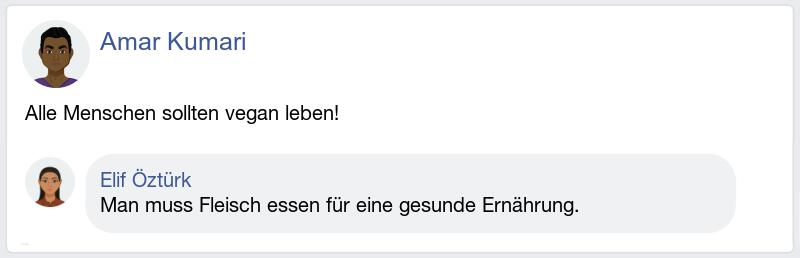 Amar Kumari
Alle Menschen sollten vegan leben!
Elif Öztürk
Man muss Fleisch essen für eine gesunde Ernährung.